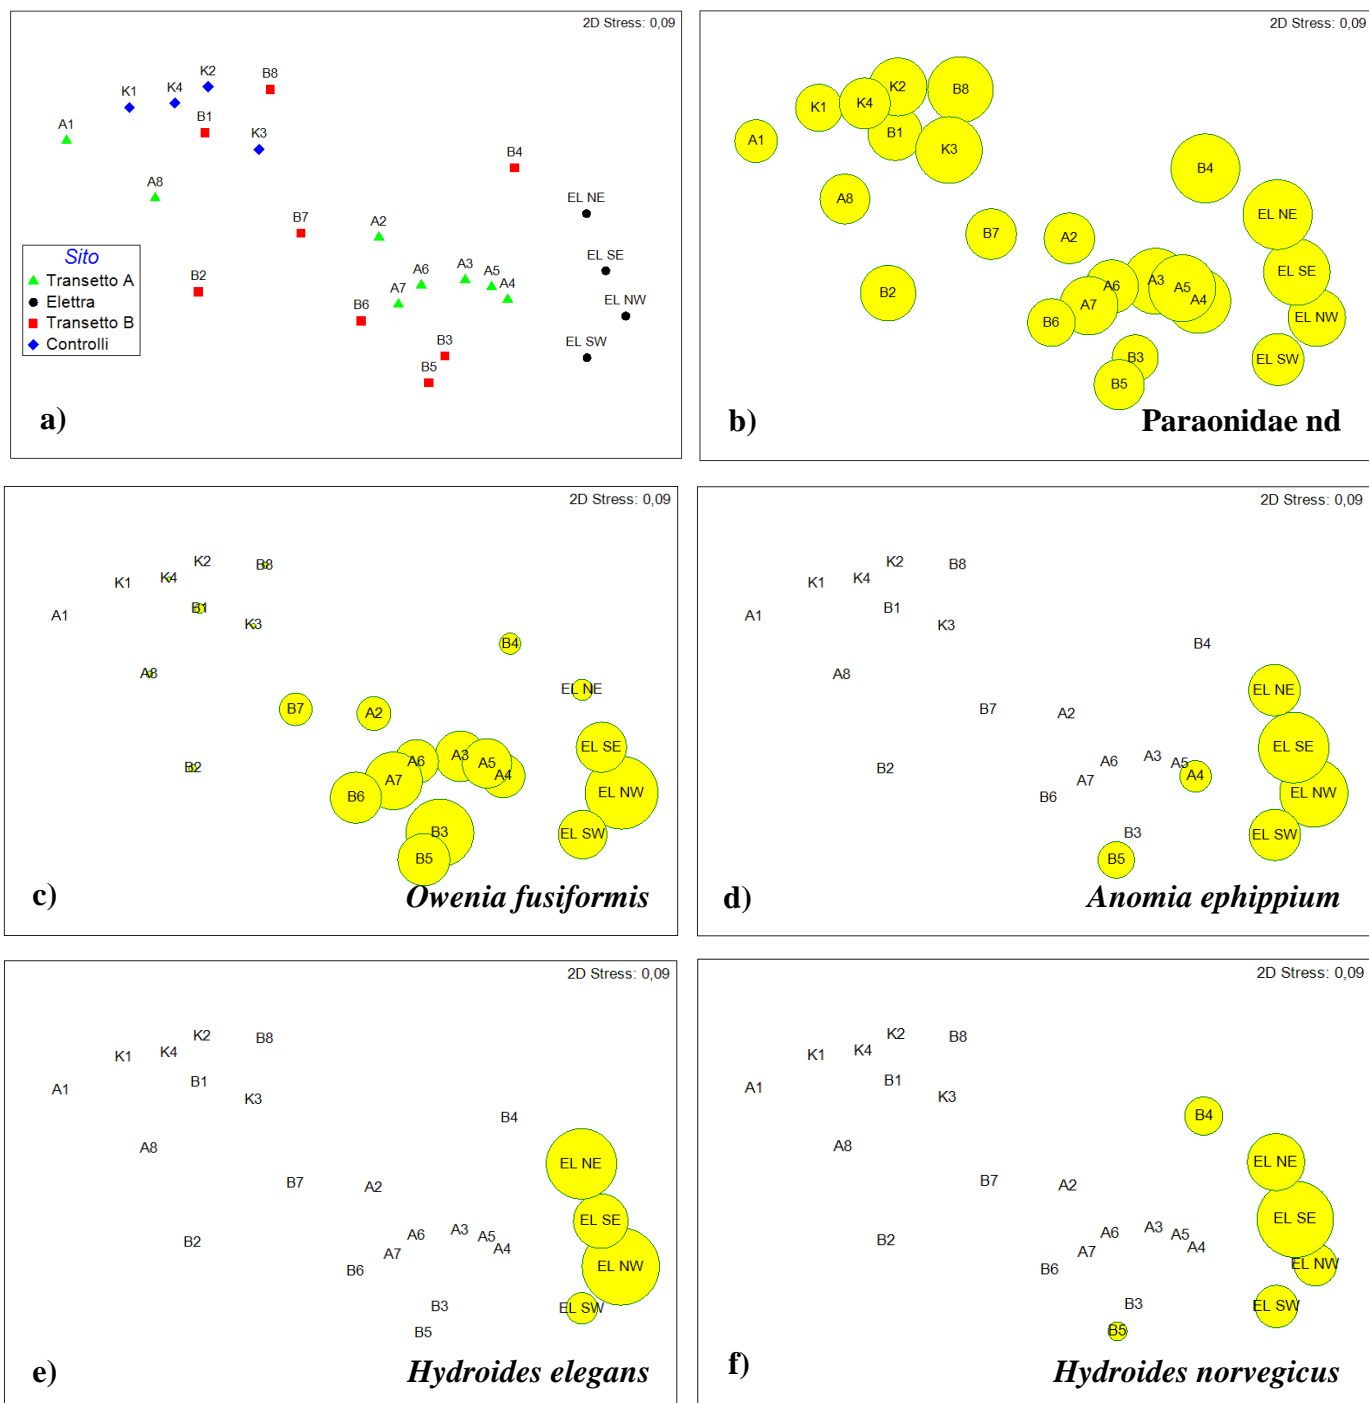 2D Stress: 0,09
K2
B8
K4
K1
B1
A1
K3
B4
A8
EL NE
B7
A2
EL SE
A3
A6
A5
B2
A4
A7
EL NW
B6
EL SW
B3
B5
Sito
Transetto A
Elettra
Transetto B
Controlli
a)
2D Stress: 0,09
K2
B8
K4
K1
B1
A1
K3
B4
A8
EL NE
B7
A2
EL SE
A3
A6
A5
B2
A4
A7
EL NW
B6
B3
EL SW
B5
b)
Paraonidae nd
2D Stress: 0,09
K2
B8
K4
K1
B1
A1
K3
B4
A8
EL NE
B7
A2
EL SE
A3
A6
A5
B2
A4
A7
EL NW
B6
B3
EL SW
B5
c)
Owenia fusiformis
2D Stress: 0,09
K2
B8
K4
K1
B1
A1
K3
B4
A8
EL NE
B7
A2
EL SE
A3
A6
A5
B2
A4
A7
EL NW
B6
B3
EL SW
B5
d)
Anomia ephippium
2D Stress: 0,09
K2
B8
K4
K1
B1
A1
K3
B4
A8
EL NE
B7
A2
EL SE
A3
A6
A5
B2
A4
A7
EL NW
B6
B3
EL SW
B5
e)
Hydroides elegans
2D Stress: 0,09
K2
B8
K4
K1
B1
A1
K3
B4
A8
EL NE
B7
A2
EL SE
A3
A6
A5
B2
A4
A7
EL NW
B6
B3
EL SW
B5
f)
Hydroides norvegicus